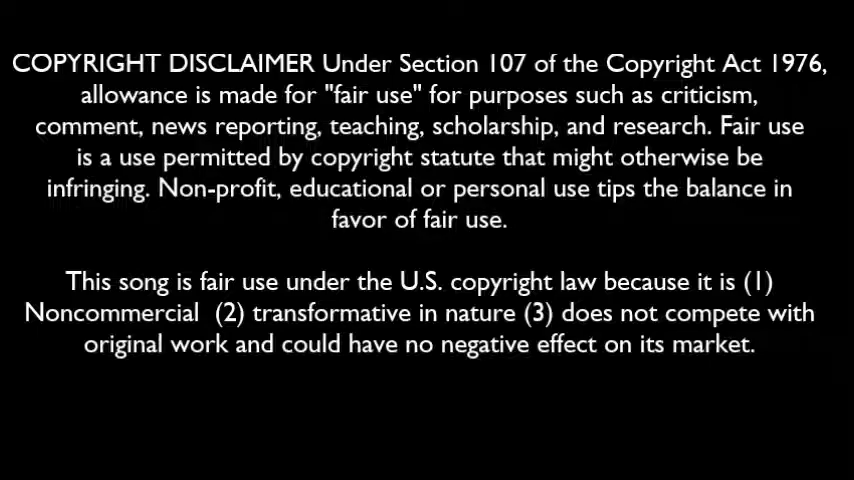 COPYRIGHT DISCLAIMER Under Section 107 of the Copyright Act 1976,
allowance is made for "fair use" for purposes such as criticism,
comment, news reporting, teaching, scholarship, and research. Fair use
is a use permitted by copyright statute that might otherwise be
infringing. Non-profit, educational or personal use tips the balance in
favor of fair use.
This song is fair use under the U.S. copyright law because it is (1)
Noncommercial  (2) transformative in nature (3) does not compete with
original work and could have no negative effect on its market.